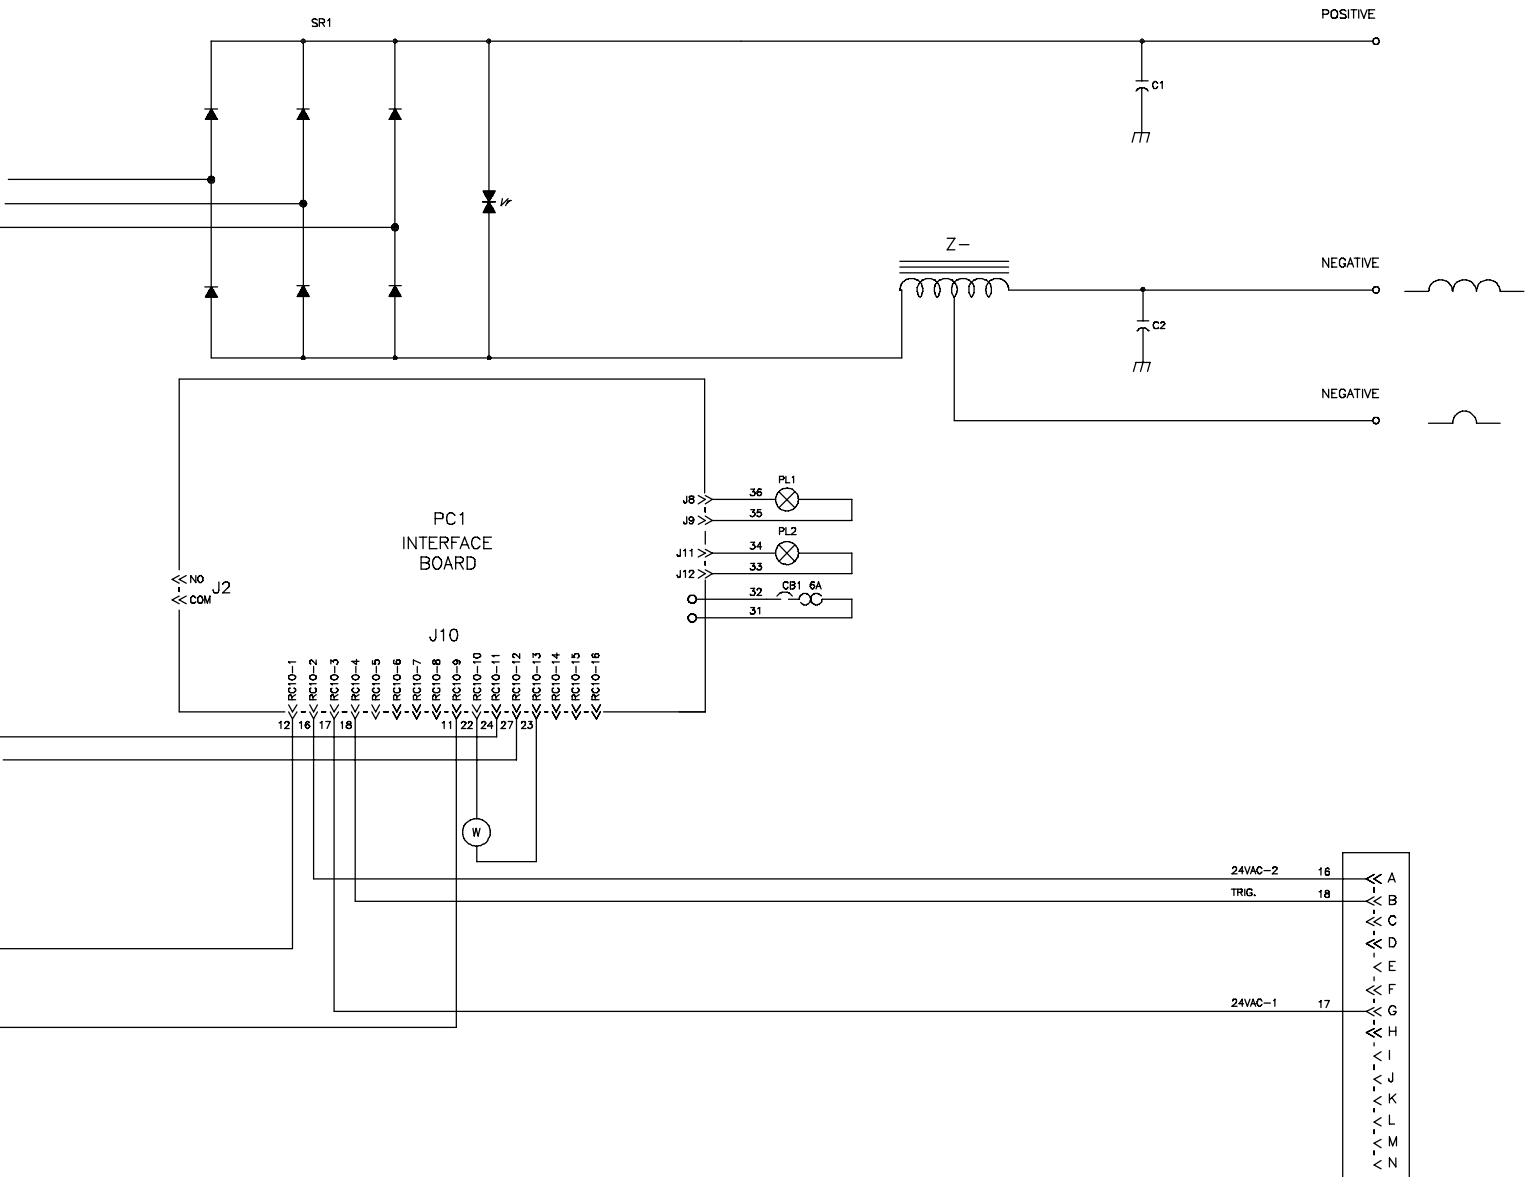 SR1
POSITIVE
C1
Vr
Z–
NEGATIVE
C2
NEGATIVE
PC1
INTERFACE
BOARD
J8
36
PL1
J9
35
J11
34
PL2
J12
33
32
CB1 6A
31
NO
COM
J2
J10
RC10-1
RC10-2
RC10-3
RC10-4
RC10-5
RC10-6
RC10-7
RC10-8
RC10-9
RC10-10
RC10-11
RC10-12
RC10-13
RC10-14
RC10-15
RC10-16
12 16 17 18 11 22 24 27 23
W
24VAC-2 16 A
TRIG. 18 B
C
D
E
F
24VAC-1 17 G
H
I
J
K
L
M
N